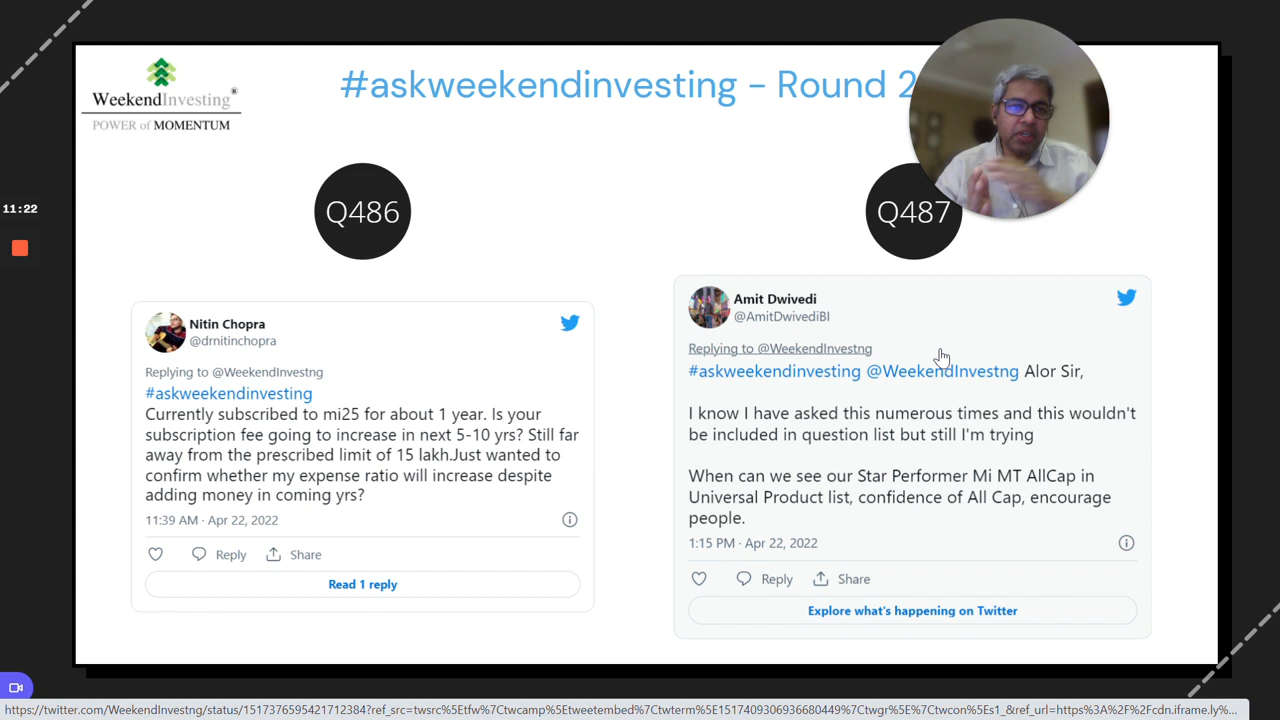 WeekendInvesting®
POWER of MOMENTUM
#askweekendinvesting - Round 2
11:22
Q486
Q487
Nitin Chopra
@drnitinchopra
Replying to @WeekendInvestng
#askweekendinvesting
Currently subscribed to mi25 for about 1 year. Is your
subscription fee going to increase in next 5-10 yrs? Still far
away from the prescribed limit of 15 lakh.Just wanted to
confirm whether my expense ratio will increase despite
adding money in coming yrs?
11:39 AM · Apr 22, 2022
Reply Share
Read 1 reply
Amit Dwivedi
@AmitDwivediBI
Replying to @WeekendInvestng
#askweekendinvesting @WeekendInvestng Alor Sir,
I know I have asked this numerous times and this wouldn't
be included in question list but still I'm trying
When can we see our Star Performer Mi MT AllCap in
Universal Product list, confidence of All Cap, encourage
people.
1:15 PM · Apr 22, 2022
Reply Share
Explore what's happening on Twitter
https://twitter.com/WeekendInvestng/status/1517376595421712384?ref_src=twsrc%5Etfw%7Ctwcamp%5Etweetembed%7Ctwterm%5E1517409306936680449%7Ctwgr%5E%7Ctwcon%5Es1_&ref_url=https%3A%2F%2Fcdn.iframe.ly%...